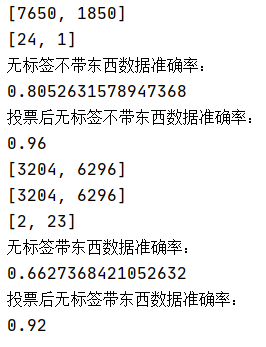 [7650, 1850]
[24, 1]
无标签不带东西数据准确率：
0.8052631578947368
投票后无标签不带东西数据准确率：
0.96
[3204, 6296]
[3204, 6296]
[2, 23]
无标签带东西数据准确率：
0.6627368421052632
投票后无标签带东西数据准确率：
0.92